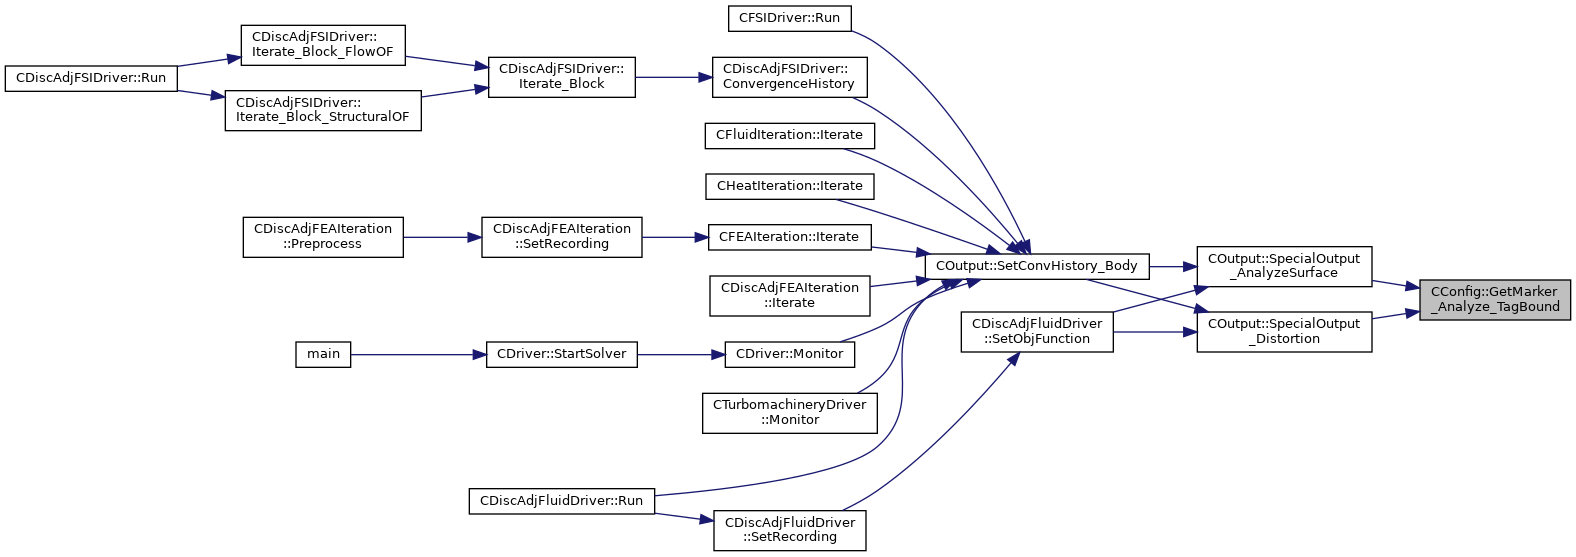 CFSIDriver::Run
CDiscAdjFSIDriver::
Iterate_Block_FlowOF
CDiscAdjFSIDriver::Run
CDiscAdjFSIDriver::
Iterate_Block
CDiscAdjFSIDriver::
ConvergenceHistory
CDiscAdjFSIDriver::
Iterate_Block_StructuralOF
CFluidIteration::Iterate
CHeatIteration::Iterate
CDiscAdjFEAIteration
::Preprocess
CDiscAdjFEAIteration
::SetRecording
CFEAIteration::Iterate
COutput::SetConvHistory_Body
COutput::SpecialOutput
_AnalyzeSurface
CConfig::GetMarker
_Analyze_TagBound
CDiscAdjFEAIteration
::Iterate
CDiscAdjFluidDriver
::SetObjFunction
COutput::SpecialOutput
_Distortion
main
CDriver::StartSolver
CDriver::Monitor
CTurbomachineryDriver
::Monitor
CDiscAdjFluidDriver::Run
CDiscAdjFluidDriver
::SetRecording